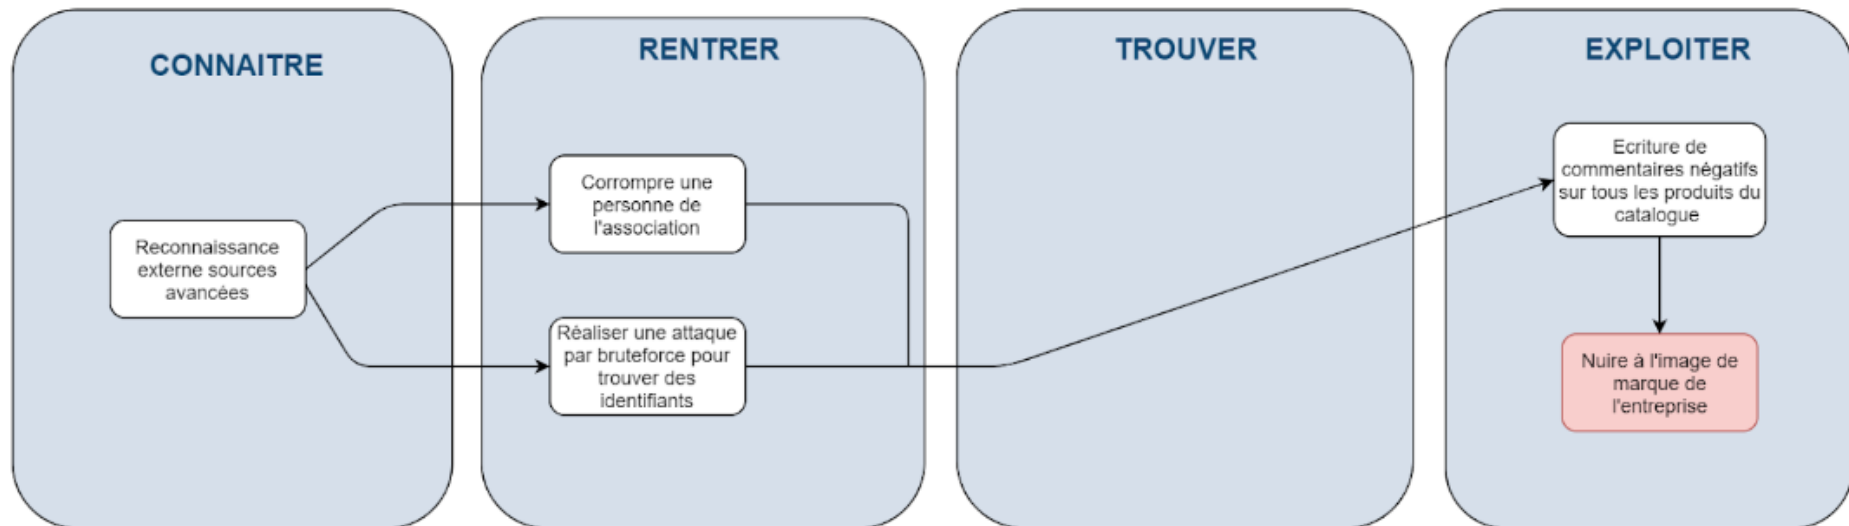 CONNAITRE
Reconnaissance
externe sources
avancées
RENTRER
Corrompre une
personne de
l'association
Réaliser une attaque
par bruteforce pour
trouver des
identifiants
TROUVER
EXPLOITER
Ecriture de
commentaires négatifs
sur tous les produits du
catalogue
Nuire à l'image de
marque de
l'entreprise